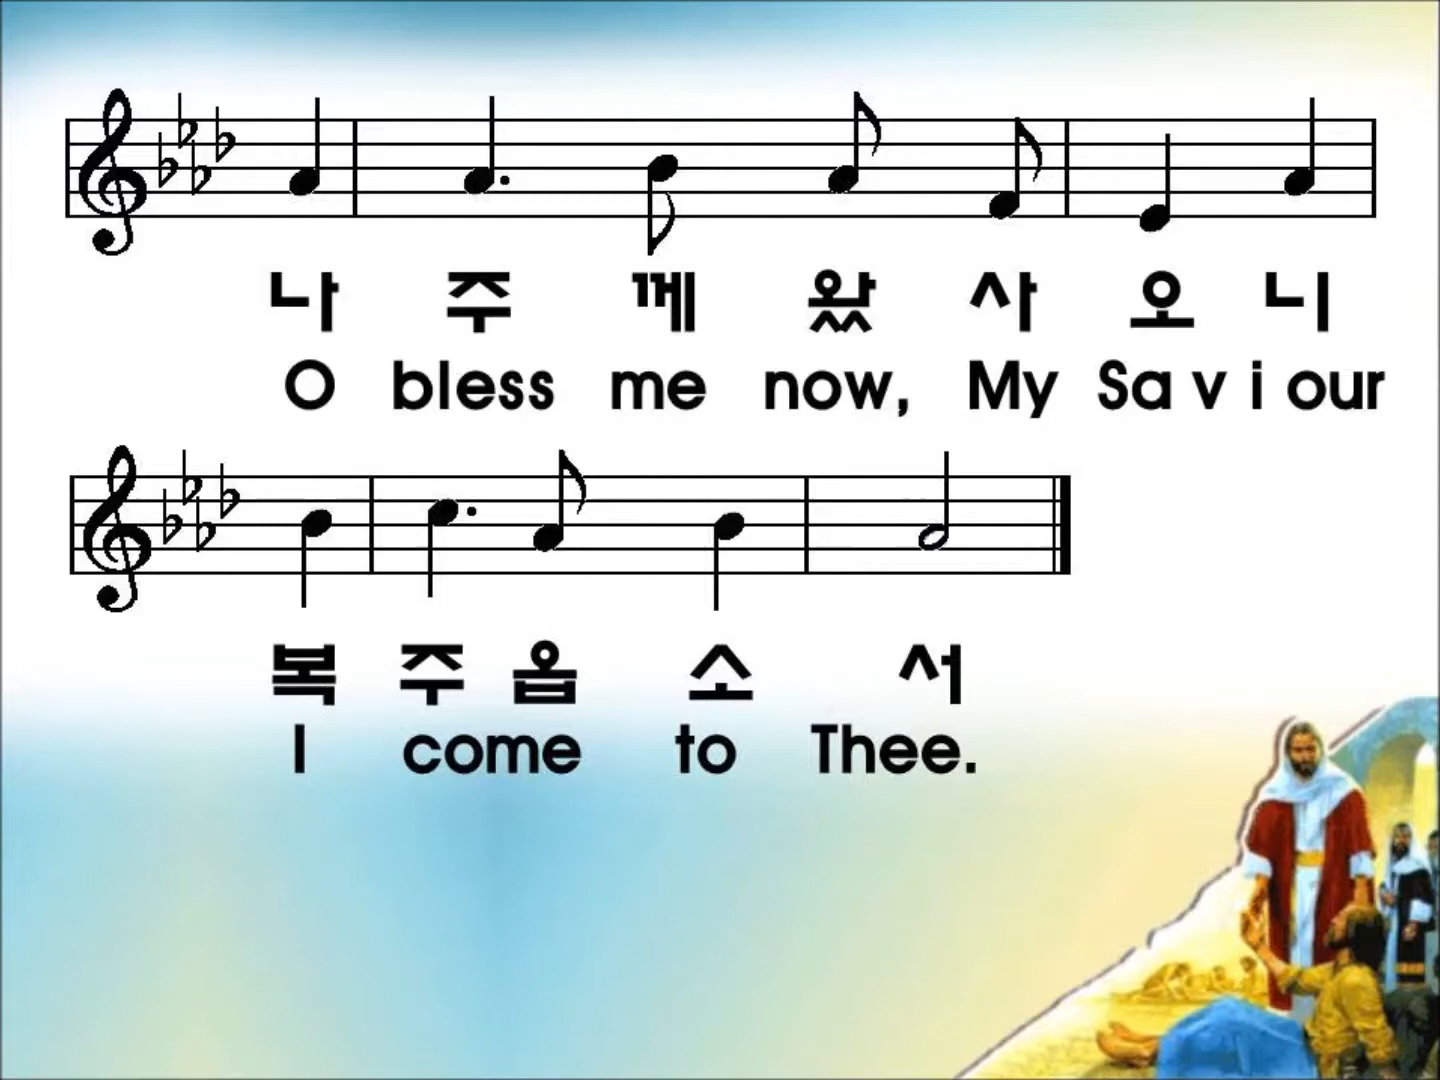 나 주 께 왔 사 오 니
O bless me now, My Sa v i our
복 주 옵 소 서
I come to Thee.